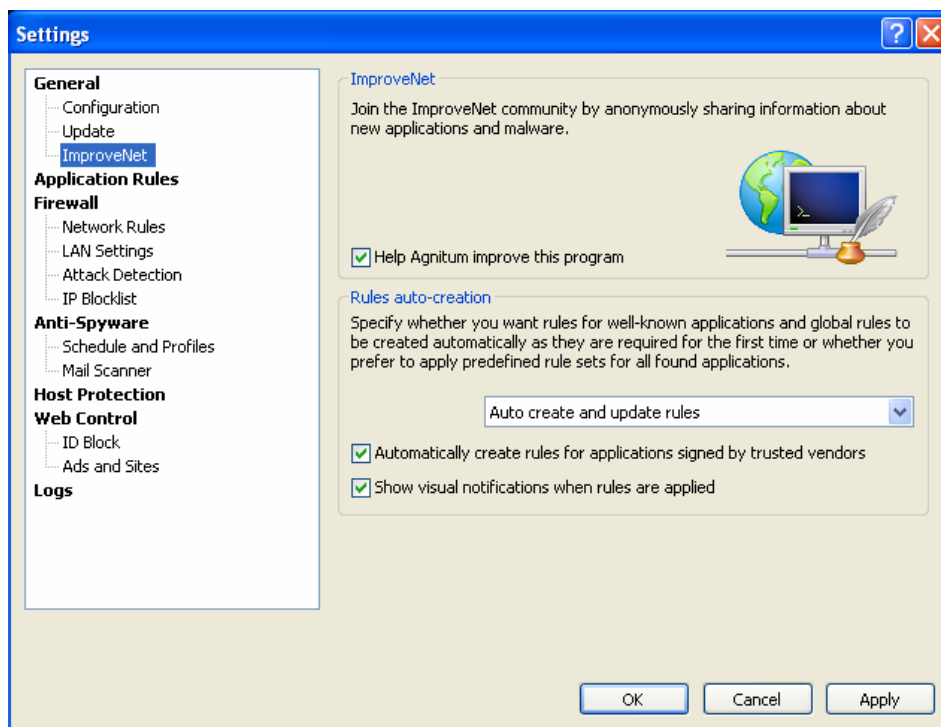 Settings
General
Configuration
Update
ImproveNet
Application Rules
Firewall
Network Rules
LAN Settings
Attack Detection
IP Blocklist
Anti-Spyware
Schedule and Profiles
Mail Scanner
Host Protection
Web Control
ID Block
Ads and Sites
Logs
ImproveNet
Join the ImproveNet community by anonymously sharing information about
new applications and malware.
Help Agnitum improve this program
Rules auto-creation
Specify whether you want rules for well-known applications and global rules to
be created automatically as they are required for the first time or whether you
prefer to apply predefined rule sets for all found applications.
Auto create and update rules
Automatically create rules for applications signed by trusted vendors
Show visual notifications when rules are applied
OK
Cancel
Apply